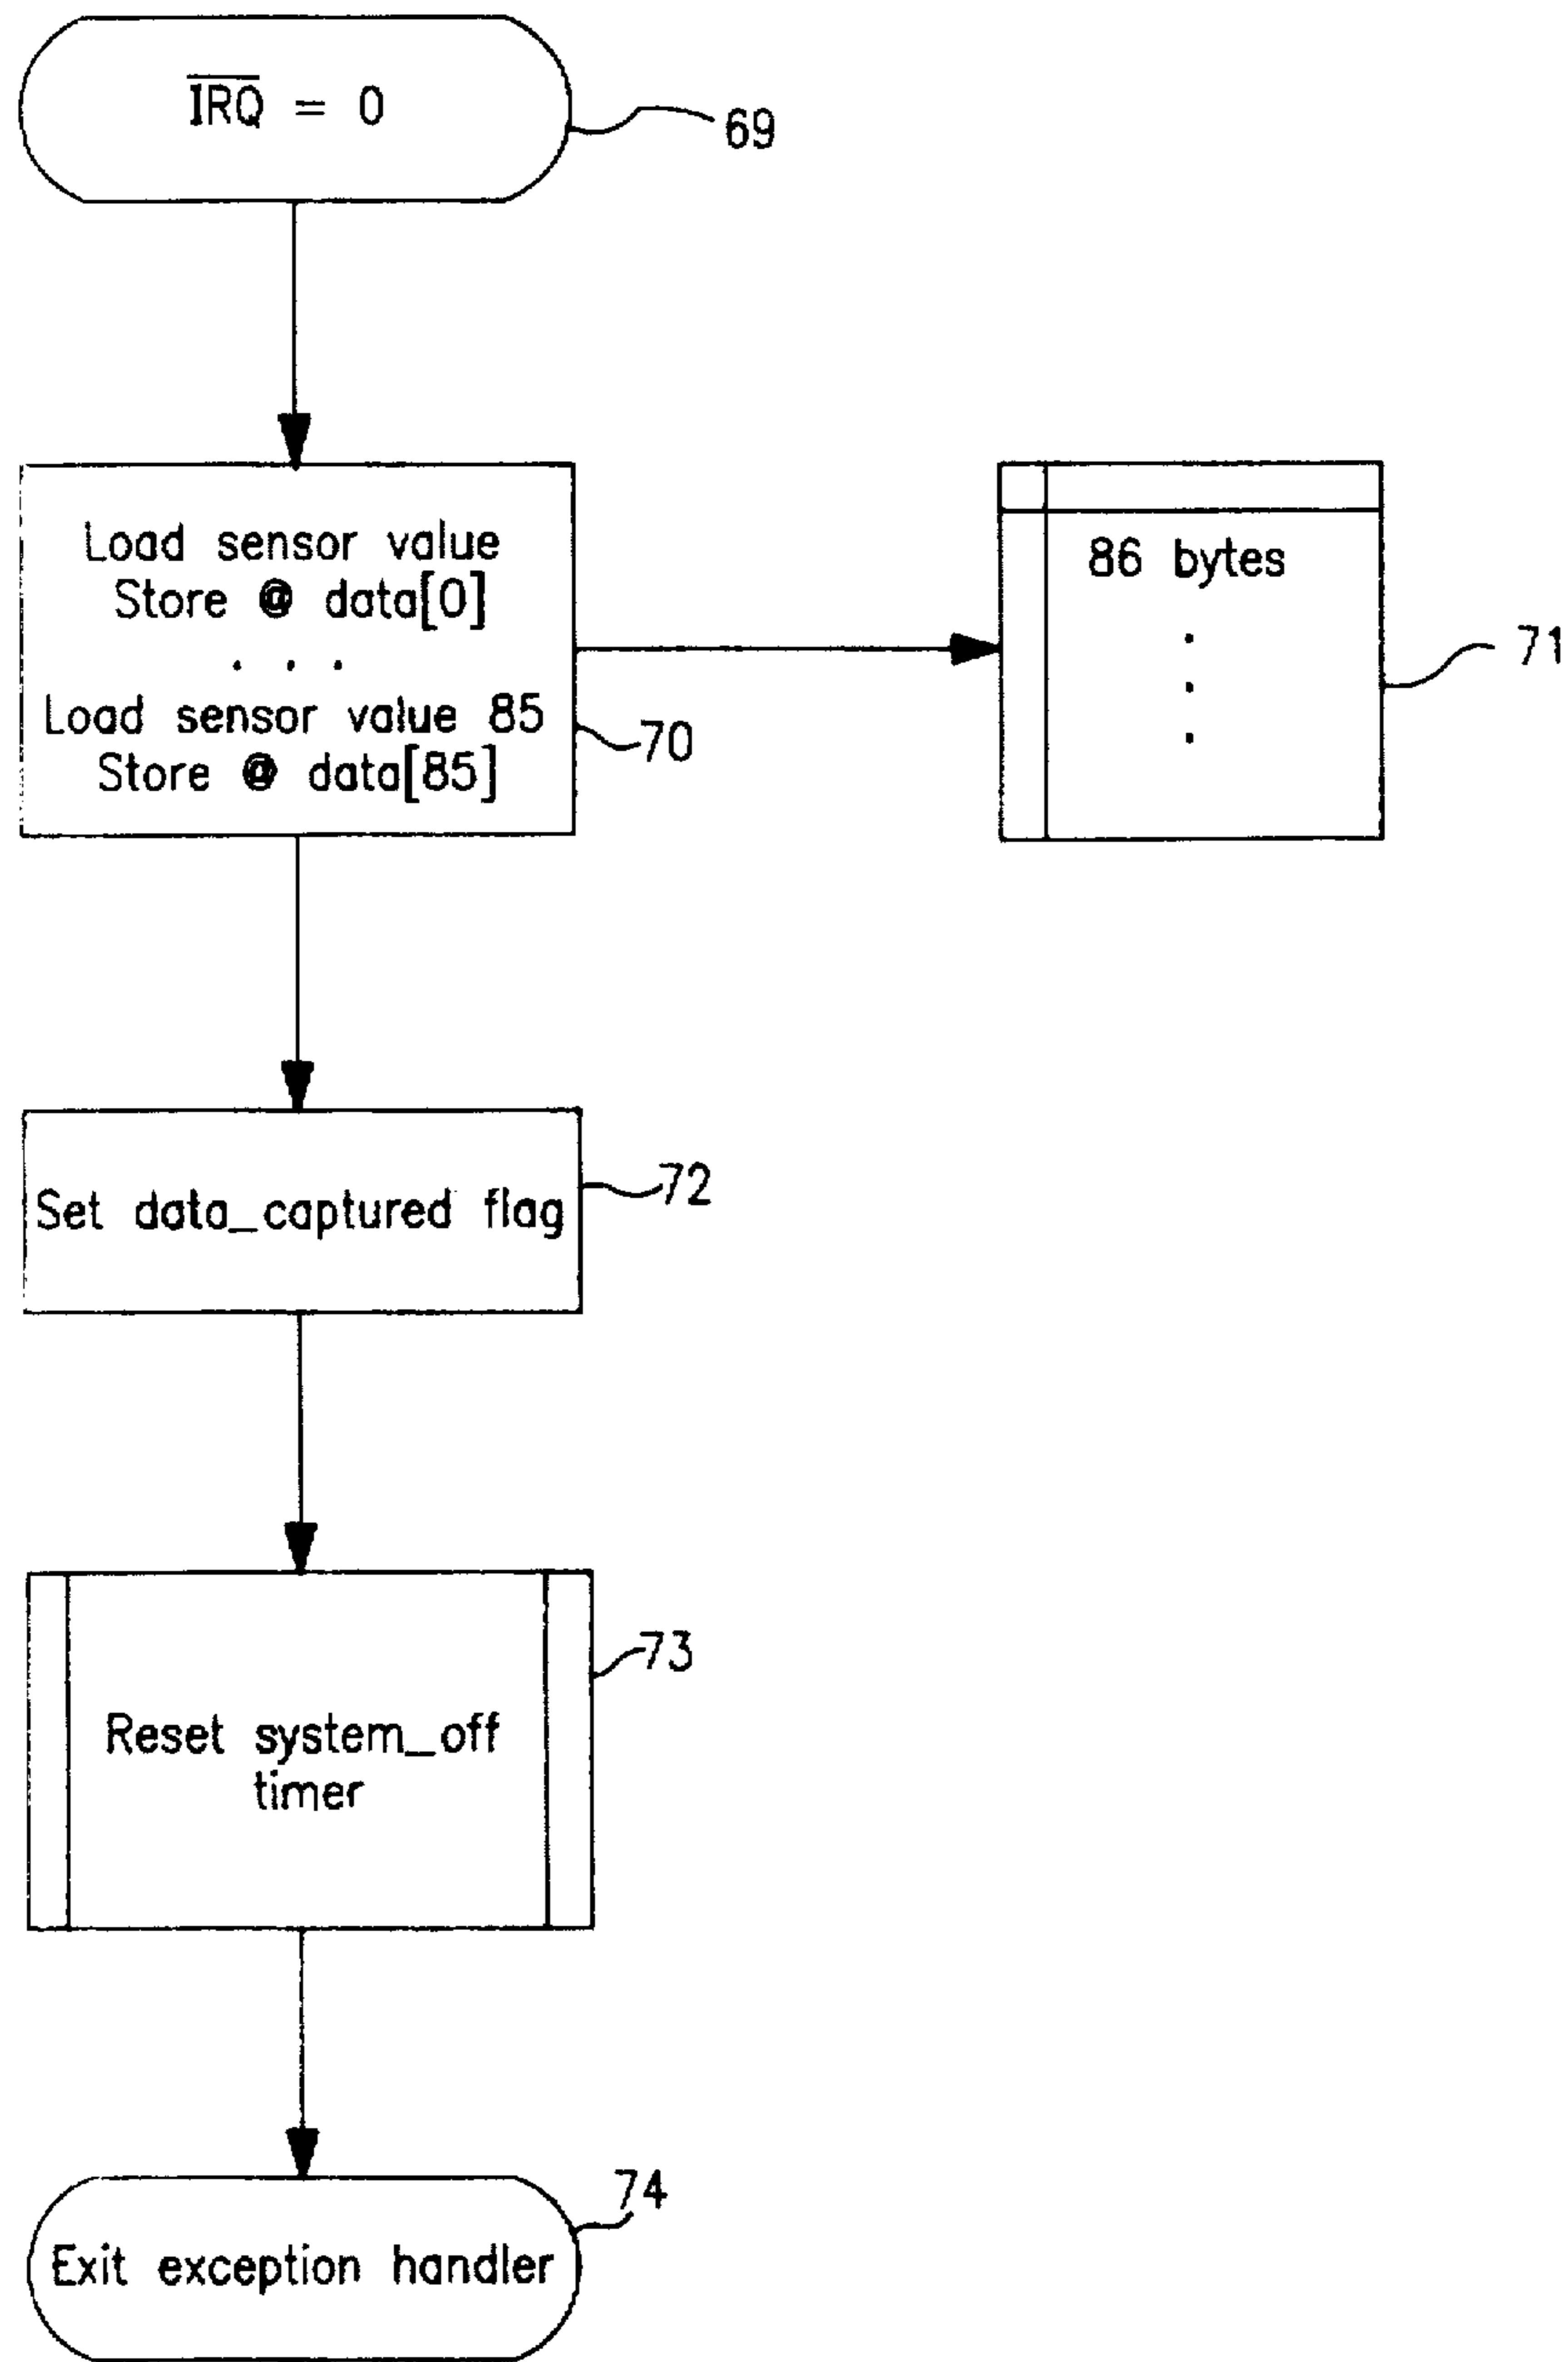 I̅R̅Q̅ = 0
69
Load sensor value
Store @ data[0]
. . .
Load sensor value 85
Store @ data[85]
70
86 bytes
.
.
.
71
Set data_captured flag
72
Reset system_off
timer
73
Exit exception handler
74